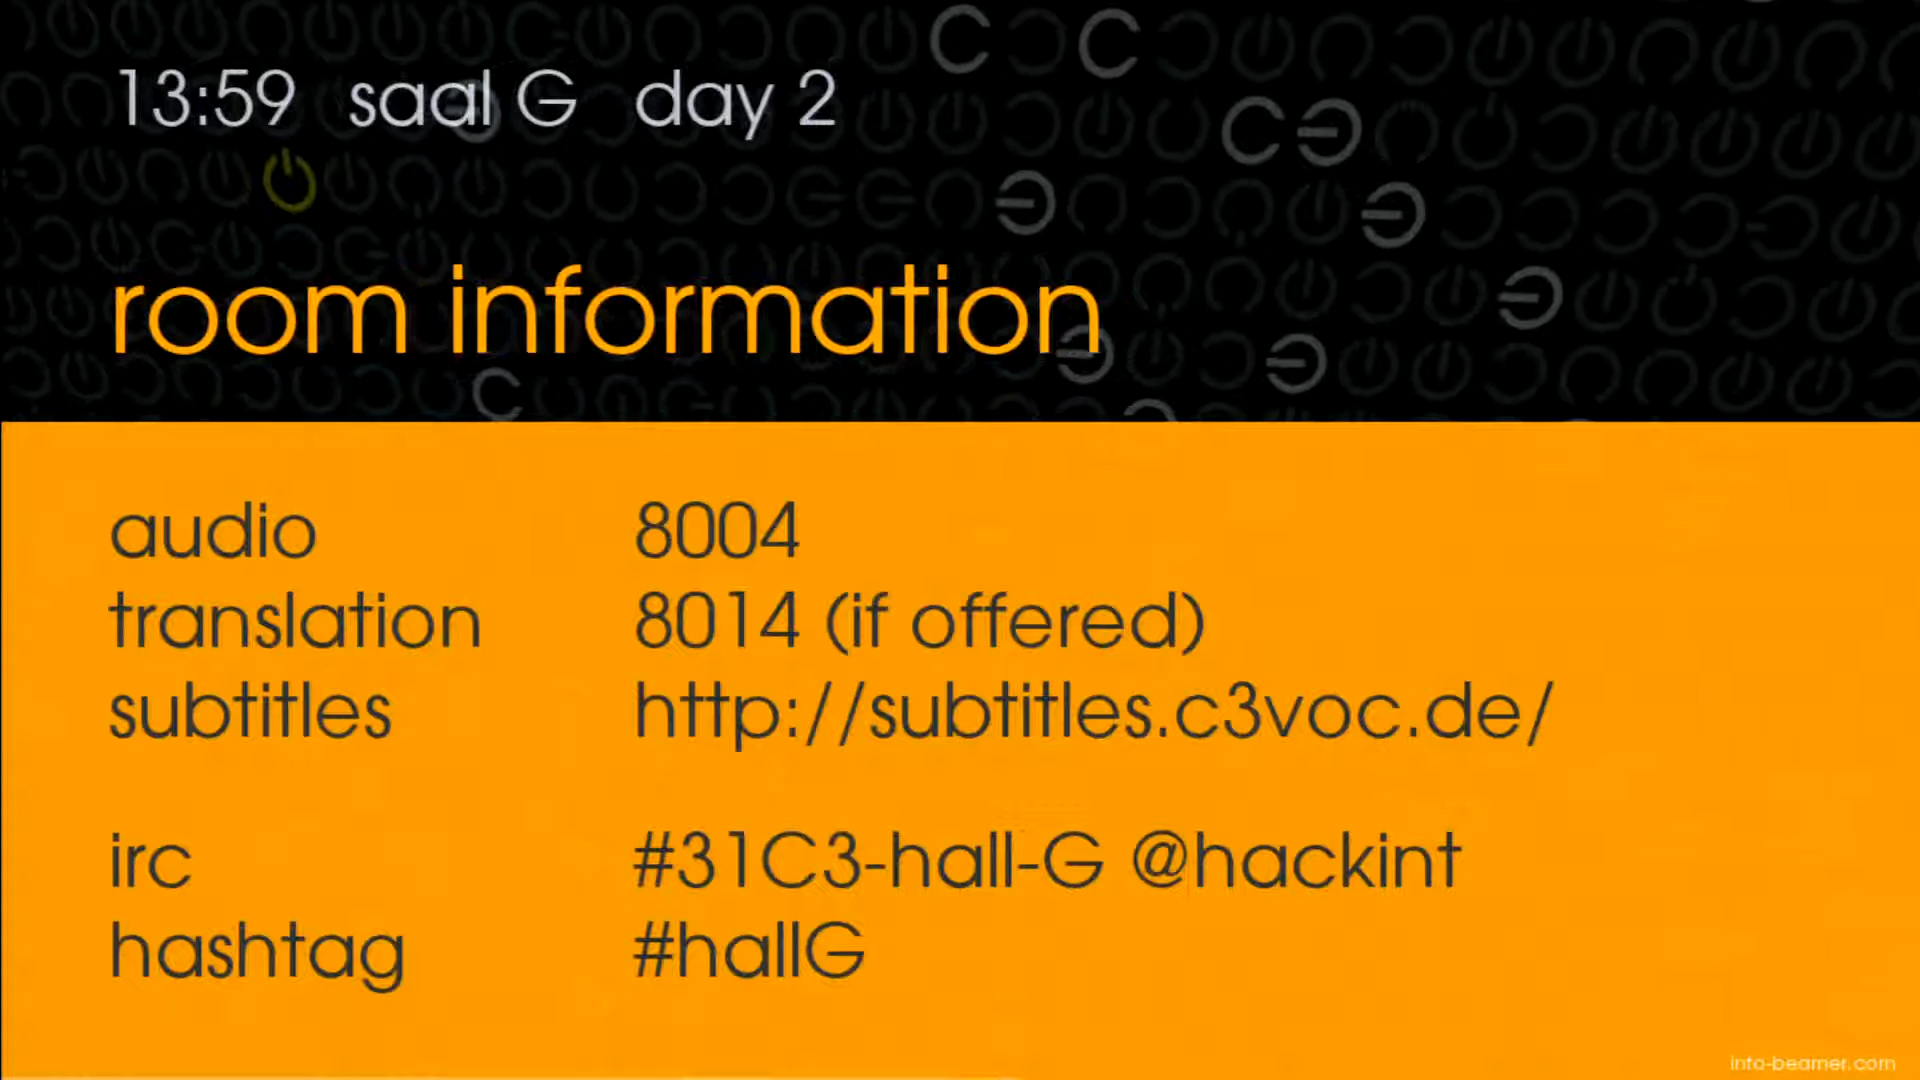 13:59 saal G day 2
room information
audio 8004
translation 8014 (if offered)
subtitles http://subtitles.c3voc.de/
irc #31C3-hall-G @hackint
hashtag #hallG
info-beamer.com